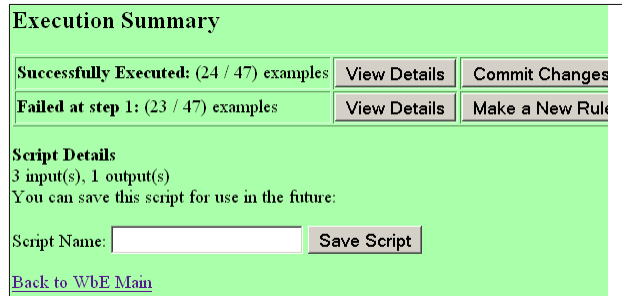 Execution Summary
Successfully Executed: (24 / 47) examples View Details Commit Changes
Failed at step 1: (23 / 47) examples View Details Make a New Rule
Script Details
3 input(s), 1 output(s)
You can save this script for use in the future:
Script Name: Save Script
Back to WbE Main